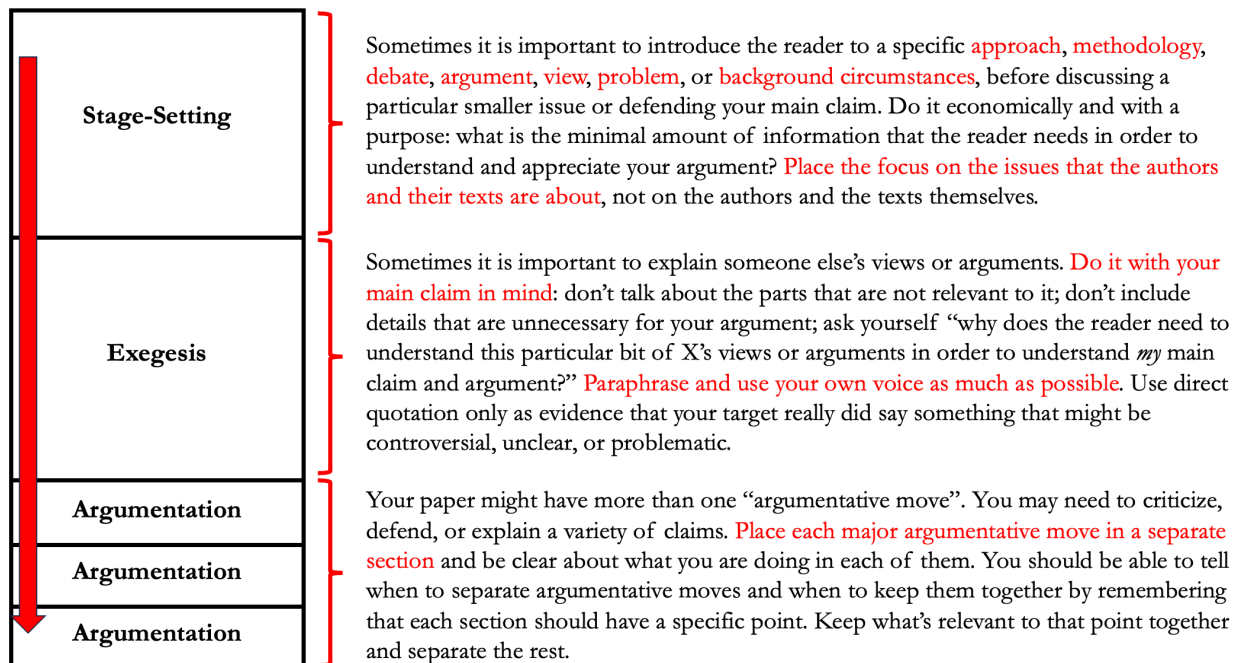 Stage-Setting
Sometimes it is important to introduce the reader to a specific approach, methodology,
debate, argument, view, problem, or background circumstances, before discussing a
particular smaller issue or defending your main claim. Do it economically and with a
purpose: what is the minimal amount of information that the reader needs in order to
understand and appreciate your argument? Place the focus on the issues that the authors
and their texts are about, not on the authors and the texts themselves.
Exegesis
Sometimes it is important to explain someone else’s views or arguments. Do it with your
main claim in mind: don’t talk about the parts that are not relevant to it; don’t include
details that are unnecessary for your argument; ask yourself “why does the reader need to
understand this particular bit of X’s views or arguments in order to understand my main
claim and argument?” Paraphrase and use your own voice as much as possible. Use direct
quotation only as evidence that your target really did say something that might be
controversial, unclear, or problematic.
Argumentation
Argumentation
Argumentation
Your paper might have more than one “argumentative move”. You may need to criticize,
defend, or explain a variety of claims. Place each major argumentative move in a separate
section and be clear about what you are doing in each of them. You should be able to tell
when to separate argumentative moves and when to keep them together by remembering
that each section should have a specific point. Keep what’s relevant to that point together
and separate the rest.